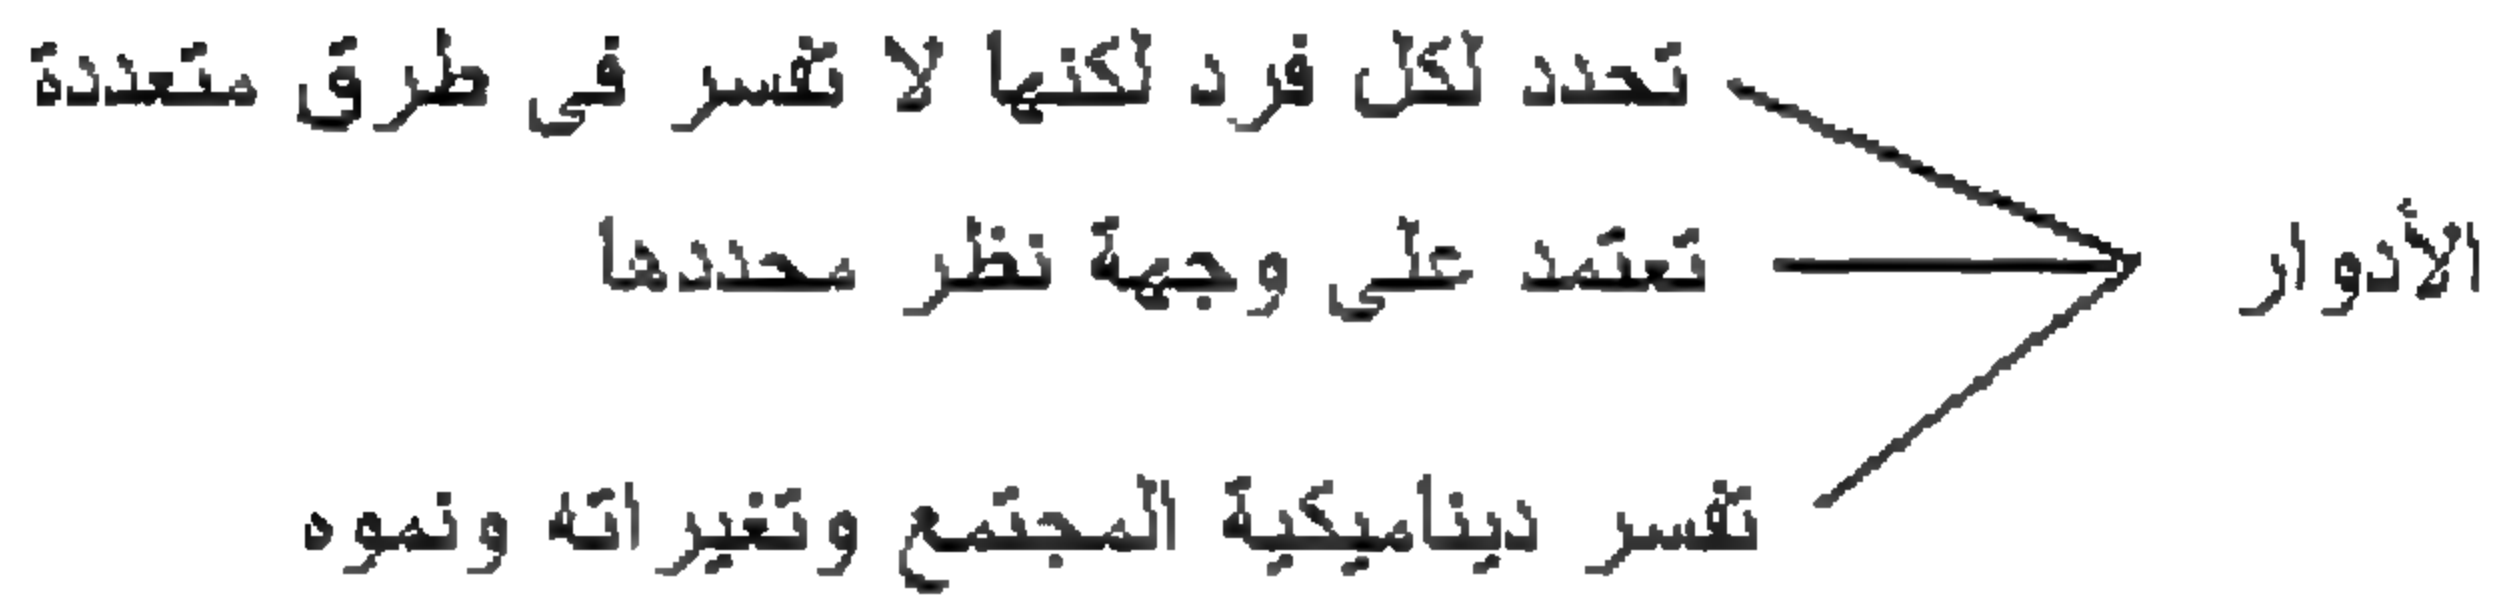 تحدد لكل فرد لكنها لا تفسر فى طرق متعددة
الأدوار
تعتمد على وجهة نظر محددها
تفسر ديناميكية المجتمع وتغيراته ونموه